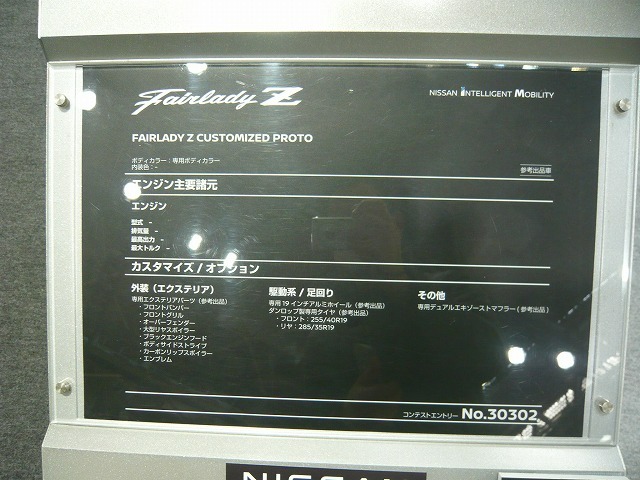 Fairlady Z
NISSAN INTELLIGENT MOBILITY
FAIRLADY Z CUSTOMIZED PROTO
ボディカラー：専用ボディカラー
内装色：-
参考出品車
エンジン主要諸元
エンジン
型式 -
排気量 -
最高出力 -
最大トルク -
カスタマイズ / オプション
外装（エクステリア）
専用エクステリアパーツ（参考出品）
・フロントバンパー
・フロントグリル
・オーバーフェンダー
・大型リヤスポイラー
・ブラックエンジンフード
・ボディサイドストライプ
・カーボンリップスポイラー
・エンブレム
駆動系 / 足回り
専用 19 インチアルミホイール（参考出品）
ダンロップ製専用タイヤ（参考出品）
・フロント：255/40R19
・リヤ：285/35R19
その他
専用デュアルエキゾーストマフラー ( 参考出品 )
コンテストエントリー No.30302
NISSAN